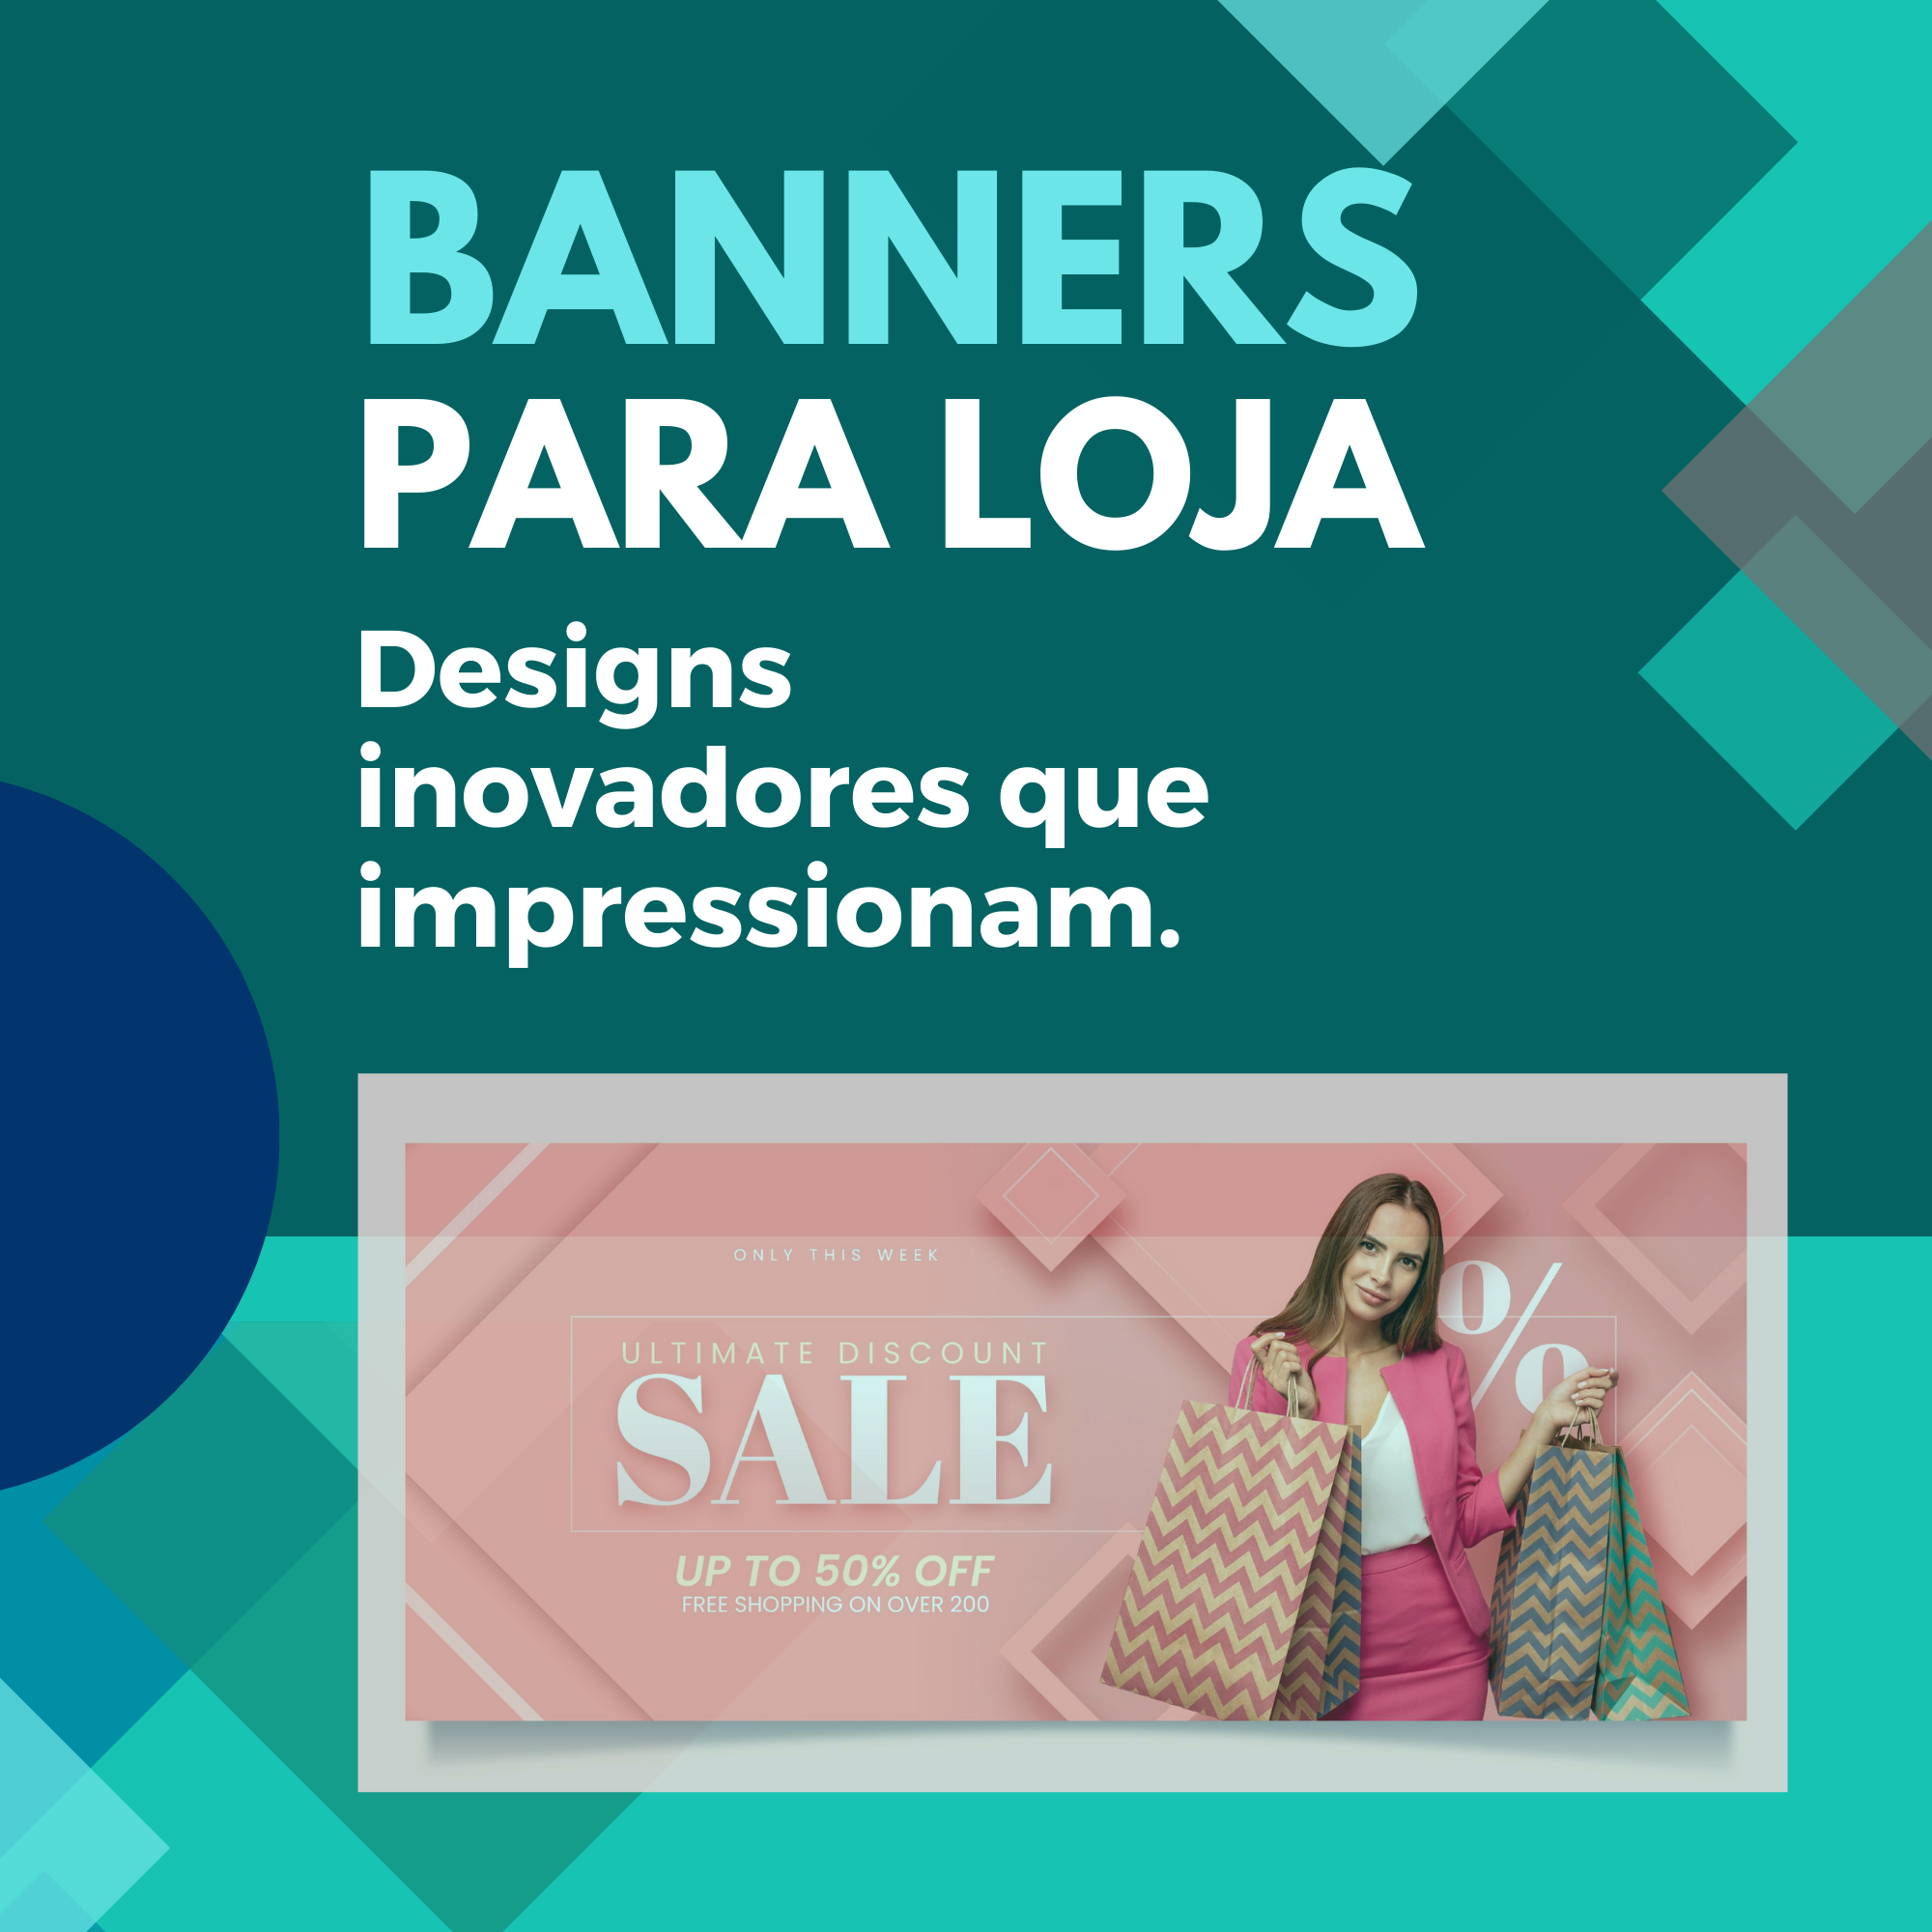 BANNERS
PARA LOJA
Designs
inovadores que
impressionam.
ONLY THIS WEEK
ULTIMATE DISCOUNT
SALE
%
UP TO 50% OFF
FREE SHOPPING ON OVER 200